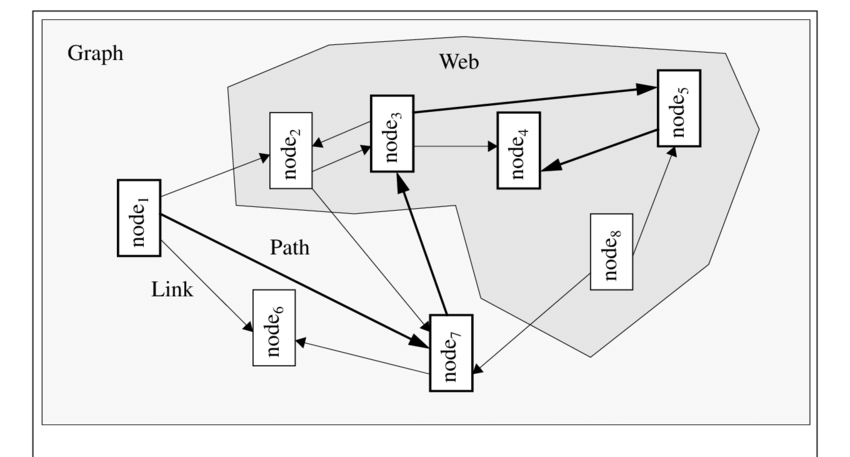 Graph
Web
node₅
node₃
node₂
node₄
node₁
Path
node₈
Link
node₆
node₇